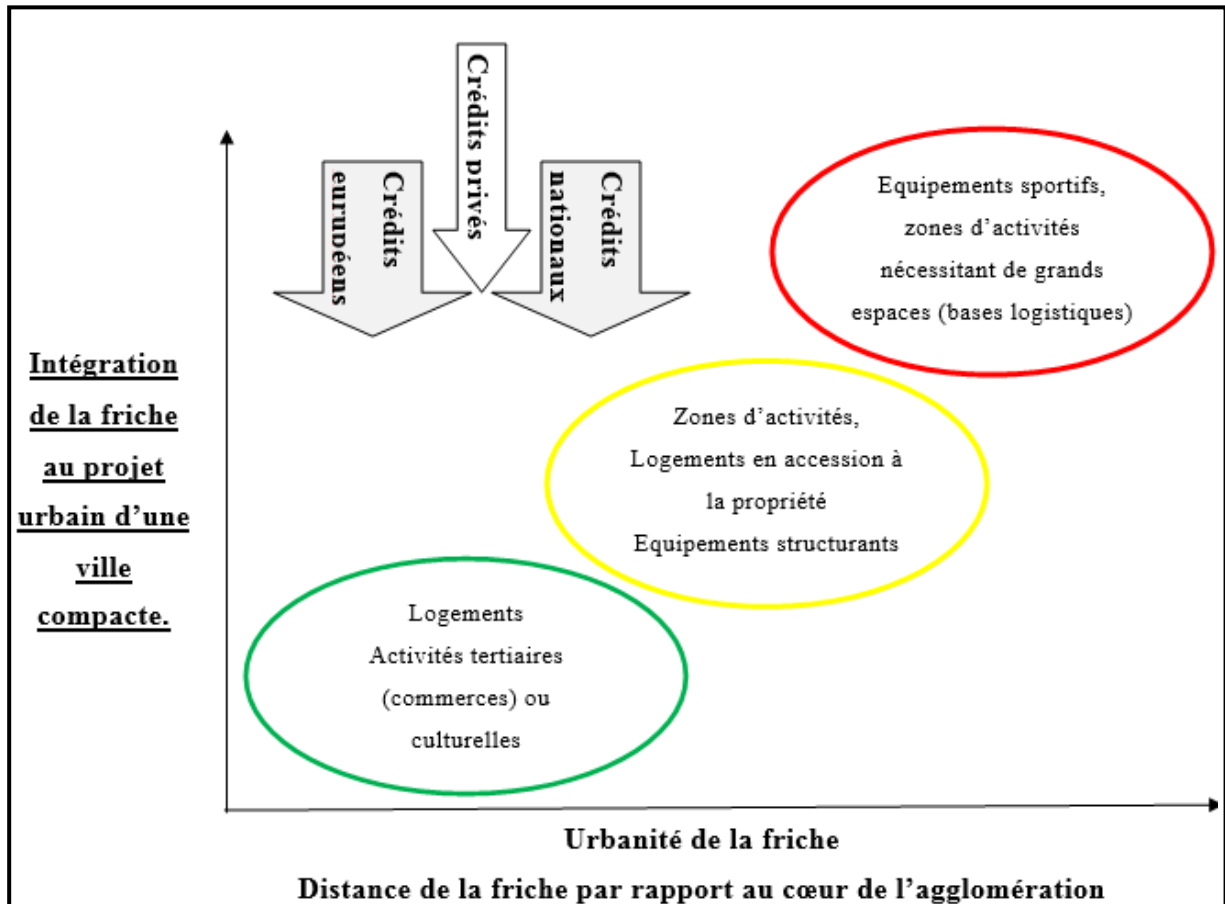 Crédits privés
Crédits
eurupéens
Crédits
nationaux
Equipements sportifs,
zones d’activités
nécessitant de grands
espaces (bases logistiques)
Intégration
de la friche
au projet
urbain d’une
ville
compacte.
Zones d’activités,
Logements en accession à
la propriété
Equipements structurants
Logements
Activités tertiaires
(commerces) ou
culturelles
Urbanité de la friche
Distance de la friche par rapport au cœur de l’agglomération